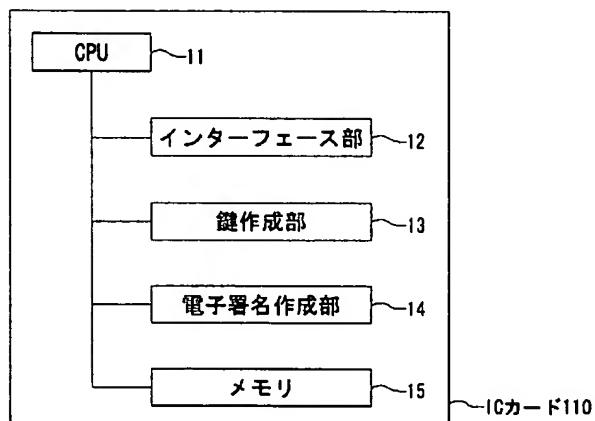 CPU 11
インターフェース部 12
鍵作成部 13
電子署名作成部 14
メモリ 15
ICカード110